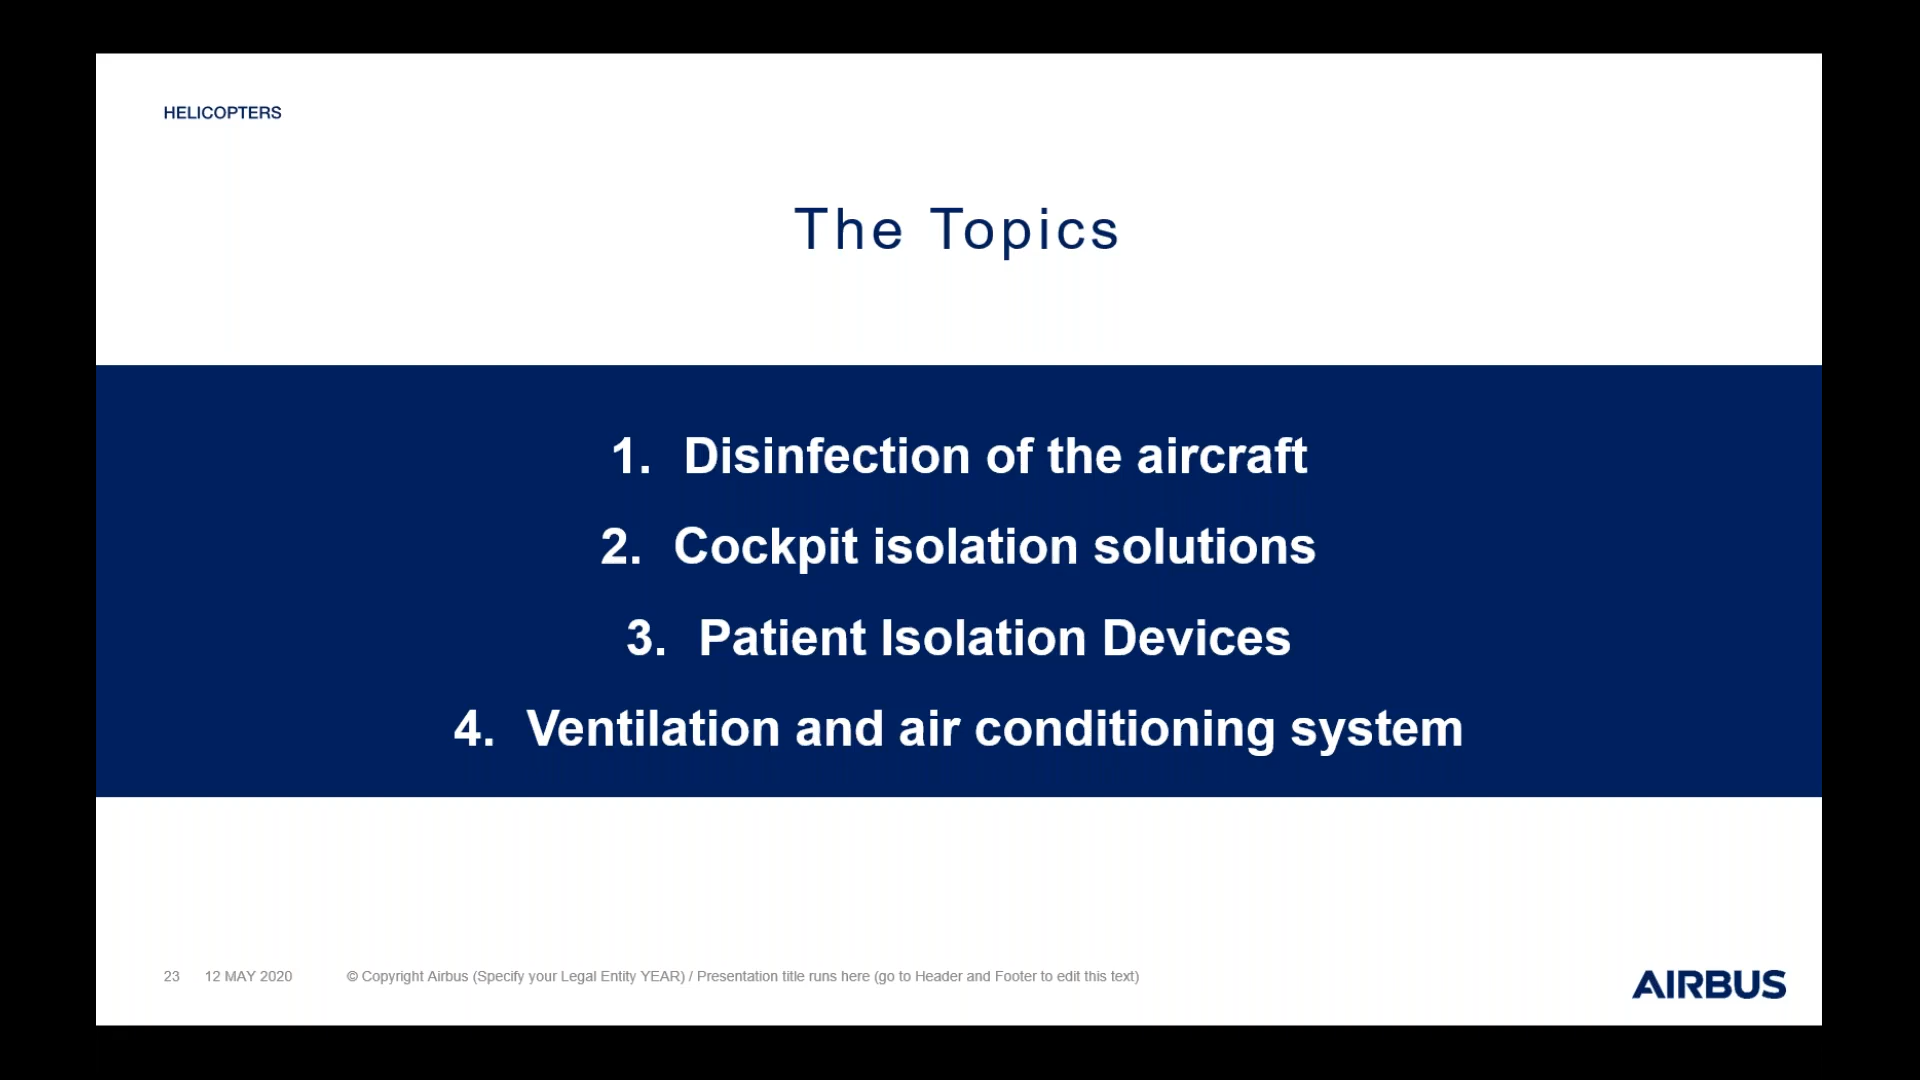 HELICOPTERS
The Topics
1. Disinfection of the aircraft
2. Cockpit isolation solutions
3. Patient Isolation Devices
4. Ventilation and air conditioning system
23 12 MAY 2020 © Copyright Airbus (Specify your Legal Entity YEAR) / Presentation title runs here (go to Header and Footer to edit this text)
AIRBUS